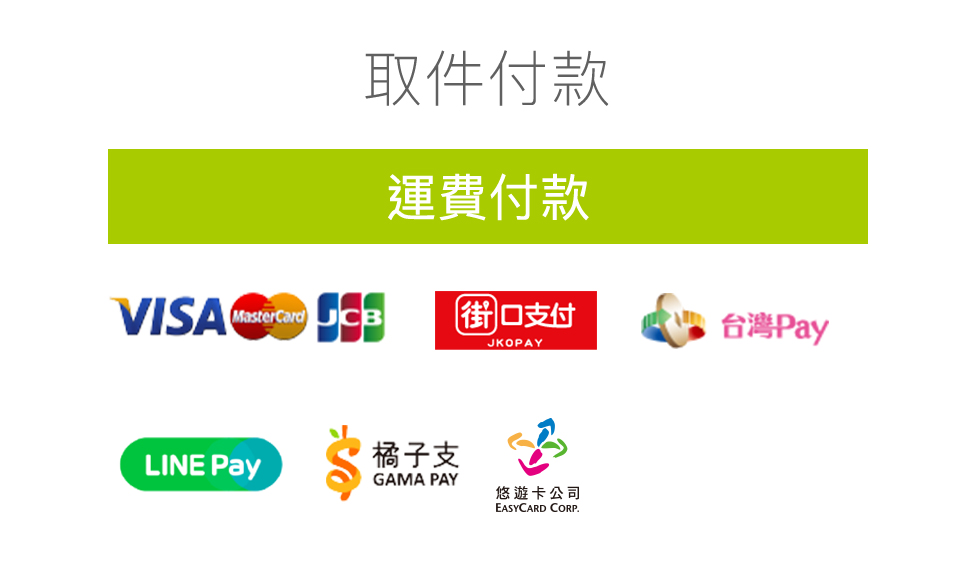 取件付款
運費付款
VISA MasterCard JCB
街口支付
JKOPAY
台灣Pay
LINE Pay
橘子支
GAMA PAY
悠遊卡公司
EASYCARD CORP.